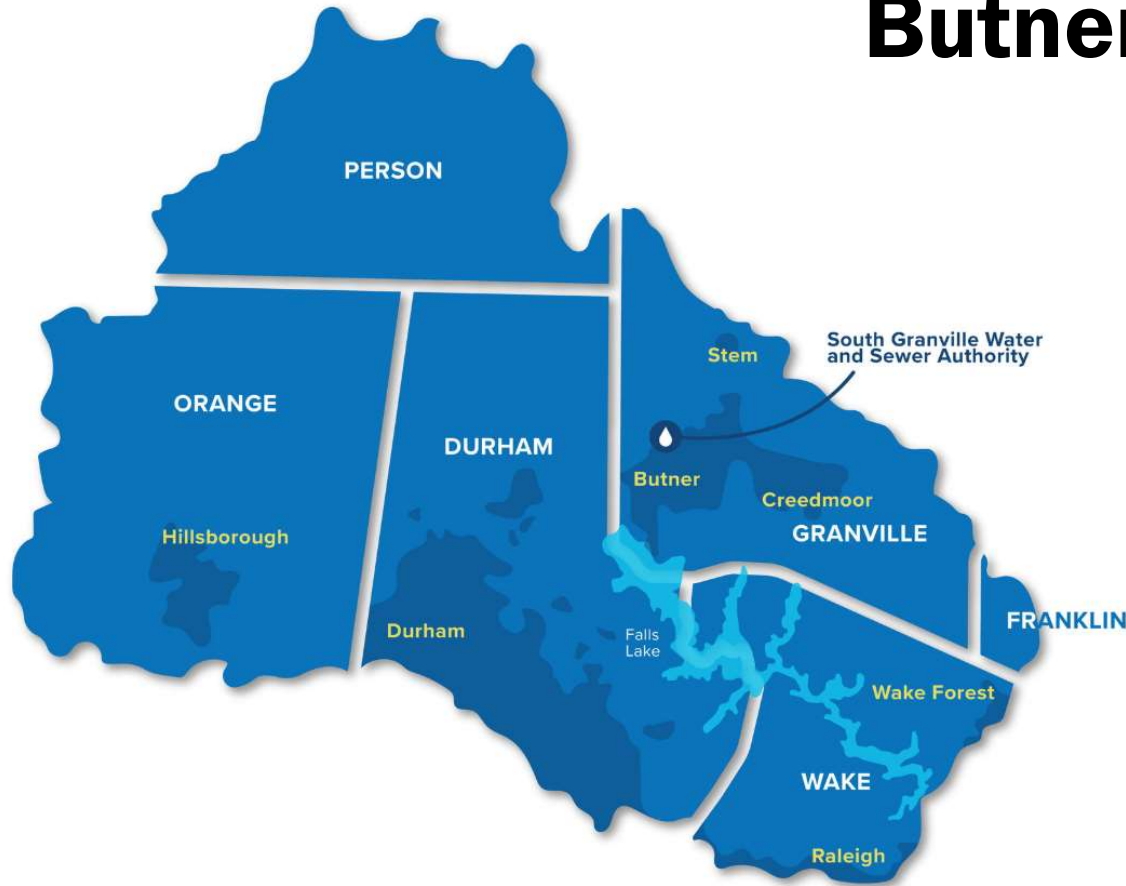 Butner
PERSON
South Granville Water
and Sewer Authority
Stem
ORANGE
DURHAM
Butner
Creedmoor
GRANVILLE
Hillsborough
FRANKLIN
Durham
Falls
Lake
Wake Forest
WAKE
Raleigh